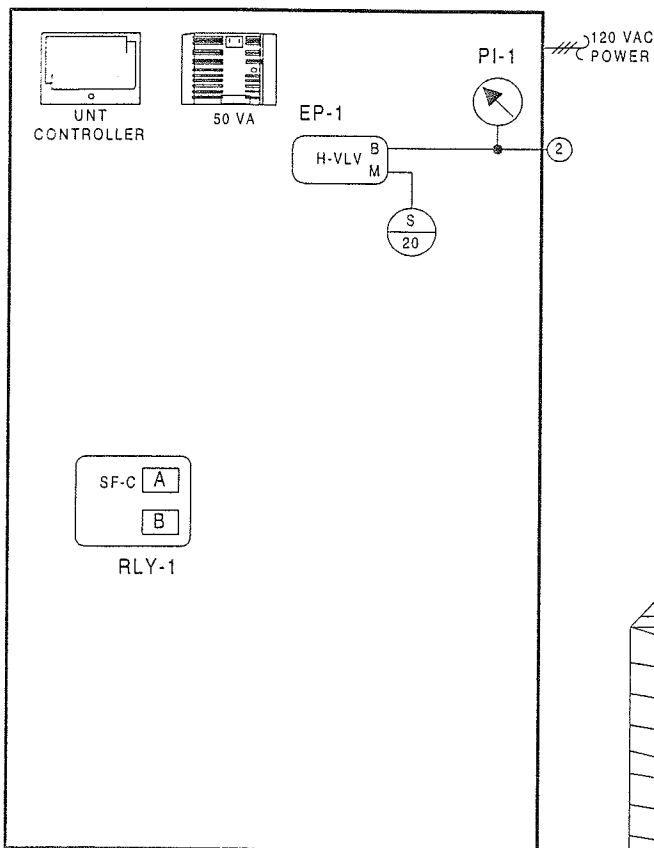 120 VAC
POWER
PI-1
UNT
CONTROLLER
50 VA
EP-1
H-VLV
B
M
2
S
20
SF-C
A
B
RLY-1